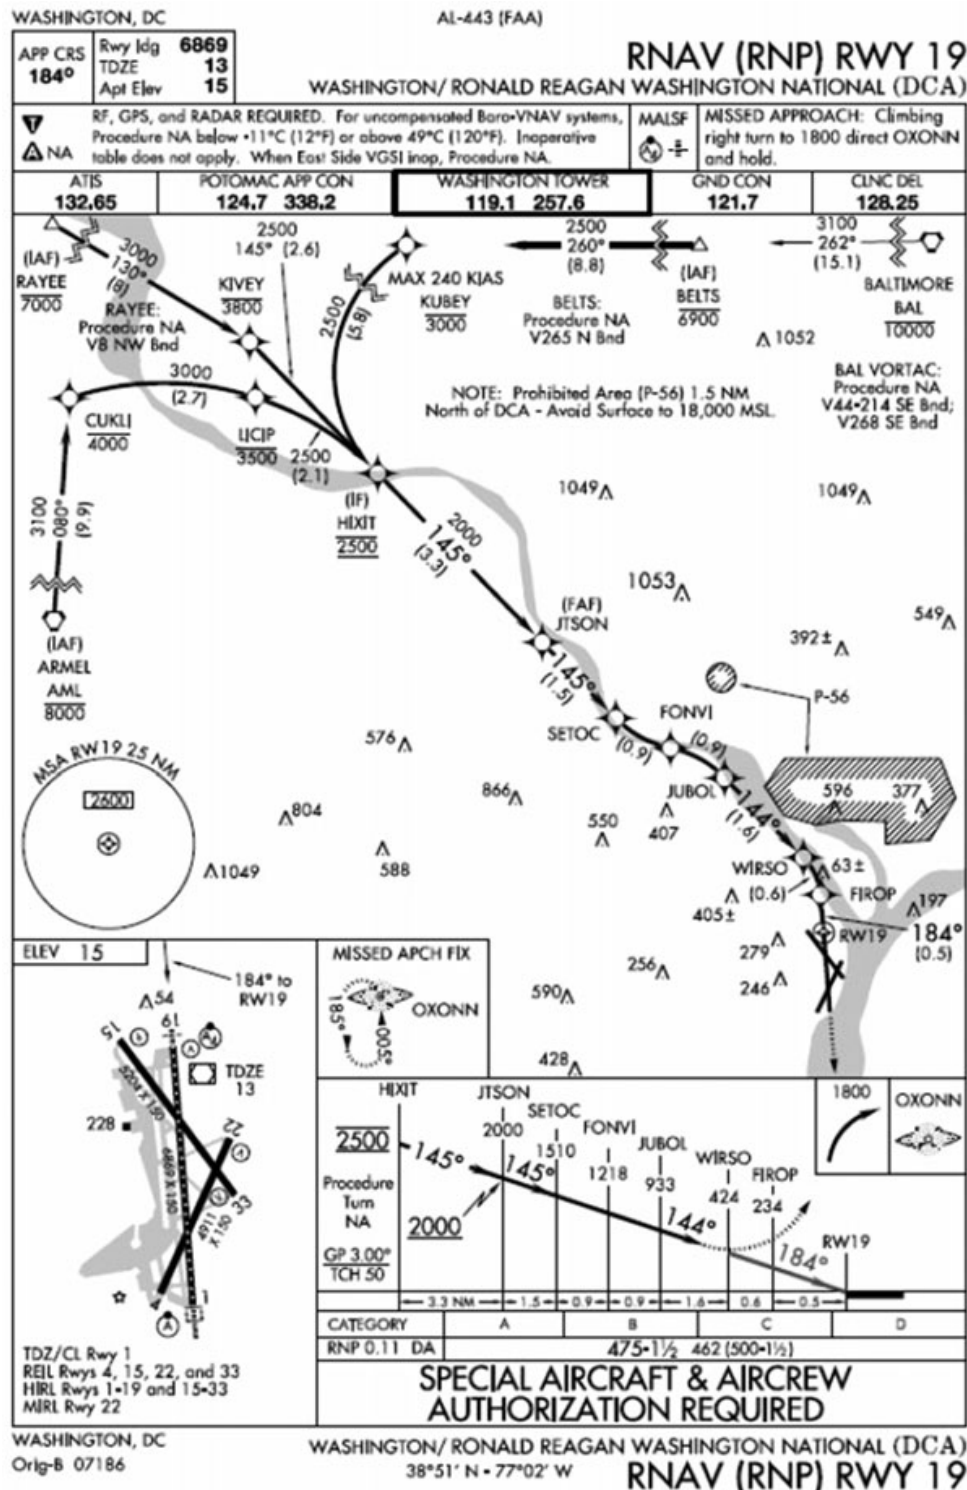 WASHINGTON, DC
AL-443 (FAA)
APP CRS
184°
Rwy ldg 6869
TDZE 13
Apt Elev 15
RNAV (RNP) RWY 19
WASHINGTON/ RONALD REAGAN WASHINGTON NATIONAL (DCA)
T
A NA
RF, GPS, and RADAR REQUIRED. For uncompensated Baro-VNAV systems,
Procedure NA below -11°C (12°F) or above 49°C (120°F). Inoperative
table does not apply. When East Side VGSI inop, Procedure NA.
MALSF
MISSED APPROACH: Climbing
right turn to 1800 direct OXONN
and hold.
ATIS
132.65
POTOMAC APP CON
124.7 338.2
WASHINGTON TOWER
119.1 257.6
GND CON
121.7
CLNC DEL
128.25
(IAF)
RAYEE
7000
3000
130°
(8)
RAYEE:
Procedure NA
V8 NW Bnd
2500
145° (2.6)
KIVEY
3800
MAX 240 KIAS
KUBEY
3000
2500
(5.8)
2500
260°
(8.8)
(IAF)
BELTS
6900
BELTS:
Procedure NA
V265 N Bnd
3100
262°
(15.1)
BALTIMORE
BAL
10000
1052
BAL VORTAC:
Procedure NA
V44-214 SE Bnd;
V268 SE Bnd
NOTE: Prohibited Area (P-56) 1.5 NM
North of DCA - Avoid Surface to 18,000 MSL.
3000
(2.7)
CUKLI
4000
LICIP
3500
2500
(2.1)
(IF)
HIXIT
2500
3100
080°
(9.9)
(IAF)
ARMEL
AML
8000
2000
145°
(3.3)
1049
1049
1053
549
392±
(FAF)
JTSON
145°
(1.5)
P-56
SETOC
FONVI
(0.9)
(0.9)
JUBOL
144°
(1.6)
596
377
576
866
550
407
804
588
1049
MSA RW19 25 NM
2600
WIRSO
(0.6)
63±
FIROP
197
405±
RW19
184°
(0.5)
279
246
256
590
428
ELEV 15
184° to
RW19
54
19
15
5204 X 150
TDZE
13
228
22
6869 X 150
4911
X 150
33
4
1
TDZ/CL Rwy 1
REIL Rwys 4, 15, 22, and 33
HIRL Rwys 1-19 and 15-33
MIRL Rwy 22
MISSED APCH FIX
OXONN
185°
005°
HIXIT
JTSON
SETOC
FONVI
JUBOL
WIRSO
FIROP
RW19
2500
2000
1510
1218
933
424
234
145°
145°
144°
184°
2000
Procedure
Turn
NA
GP 3.00°
TCH 50
1800
OXONN
3.3 NM 1.5 0.9 0.9 1.6 0.6 0.5
CATEGORY A B C D
RNP 0.11 DA 475-1½ 462 (500-1½)
SPECIAL AIRCRAFT & AIRCREW
AUTHORIZATION REQUIRED
WASHINGTON, DC
Orig-B 07186
WASHINGTON/ RONALD REAGAN WASHINGTON NATIONAL (DCA)
38°51' N - 77°02' W
RNAV (RNP) RWY 19